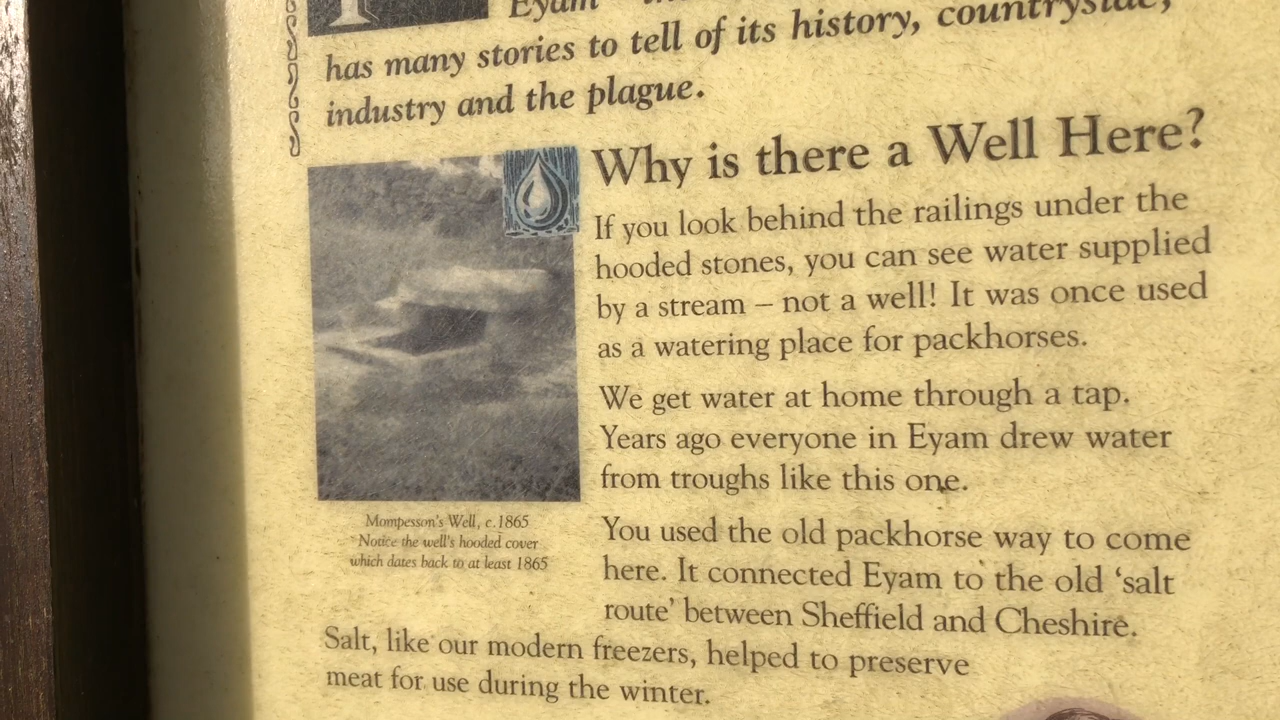 Eyam
has many stories to tell of its history, countryside,
industry and the plague.
Why is there a Well Here?
If you look behind the railings under the
hooded stones, you can see water supplied
by a stream – not a well! It was once used
as a watering place for packhorses.
We get water at home through a tap.
Years ago everyone in Eyam drew water
from troughs like this one.
Mompesson's Well, c.1865
Notice the well's hooded cover
which dates back to at least 1865
You used the old packhorse way to come
here. It connected Eyam to the old ‘salt
route’ between Sheffield and Cheshire.
Salt, like our modern freezers, helped to preserve
meat for use during the winter.